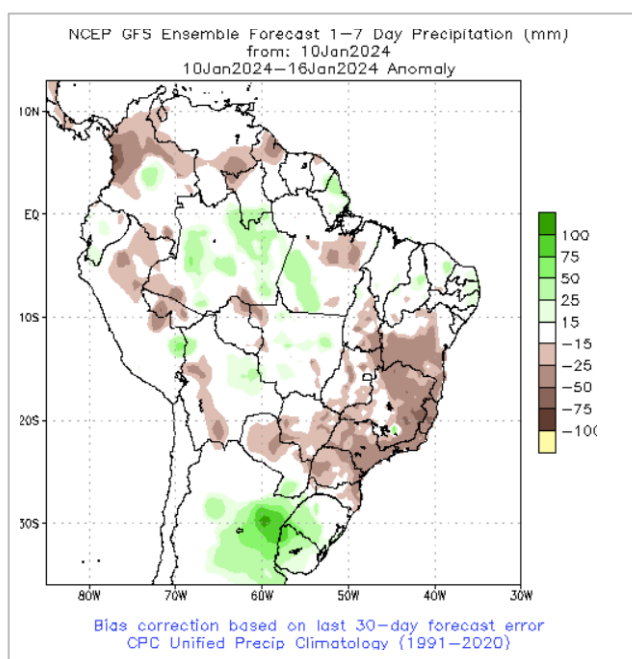 NCEP GFS Ensemble Forecast 1-7 Day Precipitation (mm)
from: 10Jan2024
10Jan2024-16Jan2024 Anomaly
10N
EQ
10S
20S
30S
80W
70W
60W
50W
40W
30W
100
75
50
25
15
-15
-25
-50
-75
-100
Bias correction based on last 30-day forecast error
CPC Unified Precip Climatology (1991-2020)